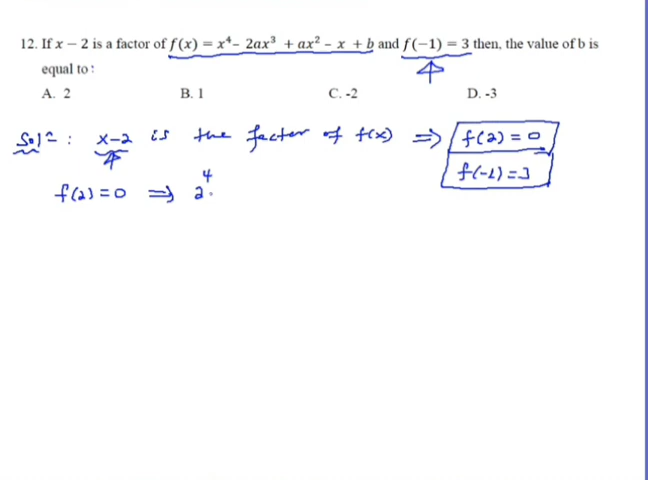 12. If x − 2 is a factor of f(x) = x⁴− 2ax³ + ax² − x + b and f(−1) = 3 then, the value of b is
equal to :
A. 2 B. 1 C. -2 D. -3
Solⁿ : x−2 is the factor of f(x) ⇒ f(2) = 0
f(-1) = 3
f(2) = 0 ⇒ 2⁴ .